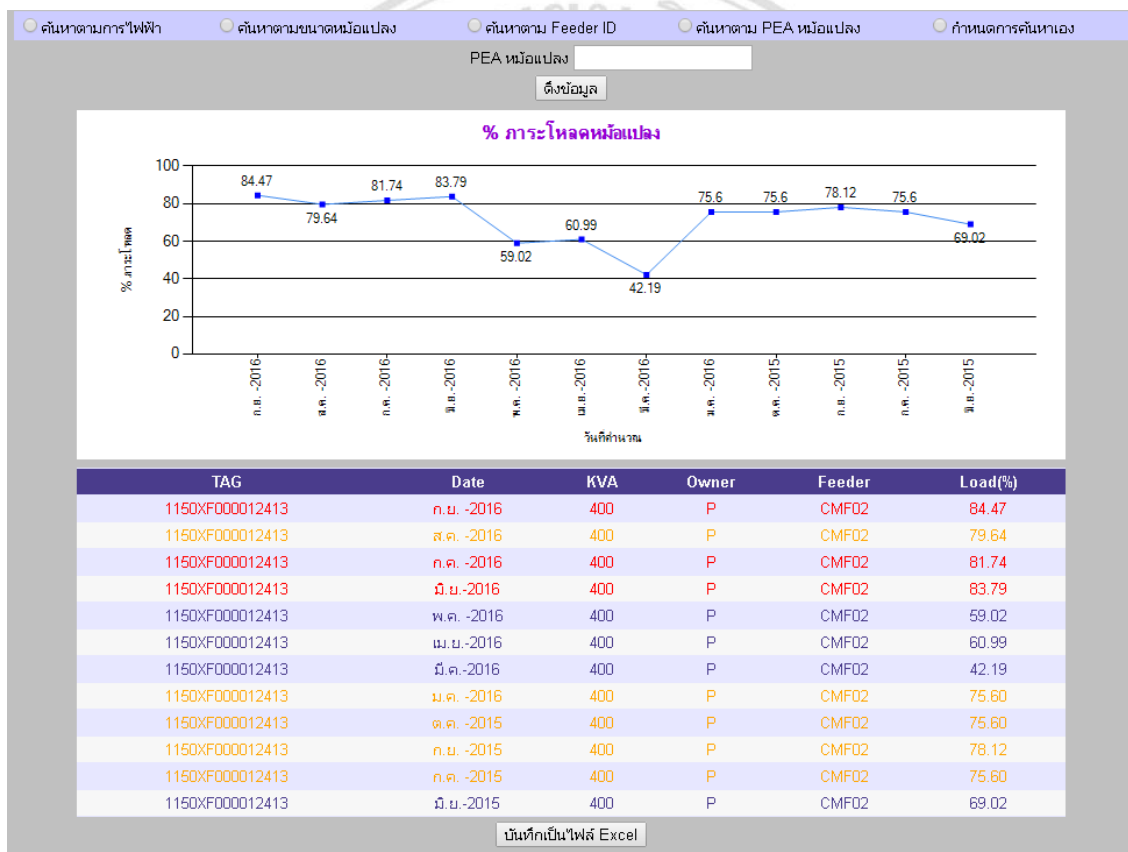 ค้นหาตามการไฟฟ้า ค้นหาตามขนาดหม้อแปลง ค้นหาตาม Feeder ID ค้นหาตาม PEA หม้อแปลง กำหนดการค้นหาเอง
PEA หม้อแปลง
ดึงข้อมูล
% ภาระโหลดหม้อแปลง
% ภาระโหลด
100
80
60
40
20
0
84.47 79.64 81.74 83.79 59.02 60.99 42.19 75.6 75.6 78.12 75.6 69.02
ก.ย. -2016 ส.ค. -2016 ก.ค. -2016 มิ.ย.-2016 พ.ค. -2016 เม.ย.-2016 มี.ค.-2016 ม.ค. -2016 ต.ค. -2015 ก.ย. -2015 ก.ค. -2015 มิ.ย.-2015
วันที่คำนวณ
TAG Date KVA Owner Feeder Load(%)
1150XF000012413 ก.ย. -2016 400 P CMF02 84.47
1150XF000012413 ส.ค. -2016 400 P CMF02 79.64
1150XF000012413 ก.ค. -2016 400 P CMF02 81.74
1150XF000012413 มิ.ย.-2016 400 P CMF02 83.79
1150XF000012413 พ.ค. -2016 400 P CMF02 59.02
1150XF000012413 เม.ย.-2016 400 P CMF02 60.99
1150XF000012413 มี.ค.-2016 400 P CMF02 42.19
1150XF000012413 ม.ค. -2016 400 P CMF02 75.60
1150XF000012413 ต.ค. -2015 400 P CMF02 75.60
1150XF000012413 ก.ย. -2015 400 P CMF02 78.12
1150XF000012413 ก.ค. -2015 400 P CMF02 75.60
1150XF000012413 มิ.ย.-2015 400 P CMF02 69.02
บันทึกเป็นไฟล์ Excel